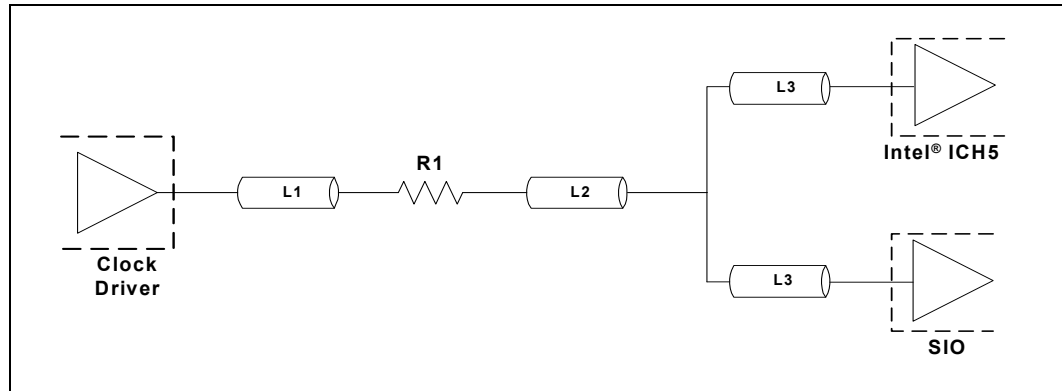 Clock
Driver
L1
R1
L2
L3
Intel® ICH5
L3
SIO